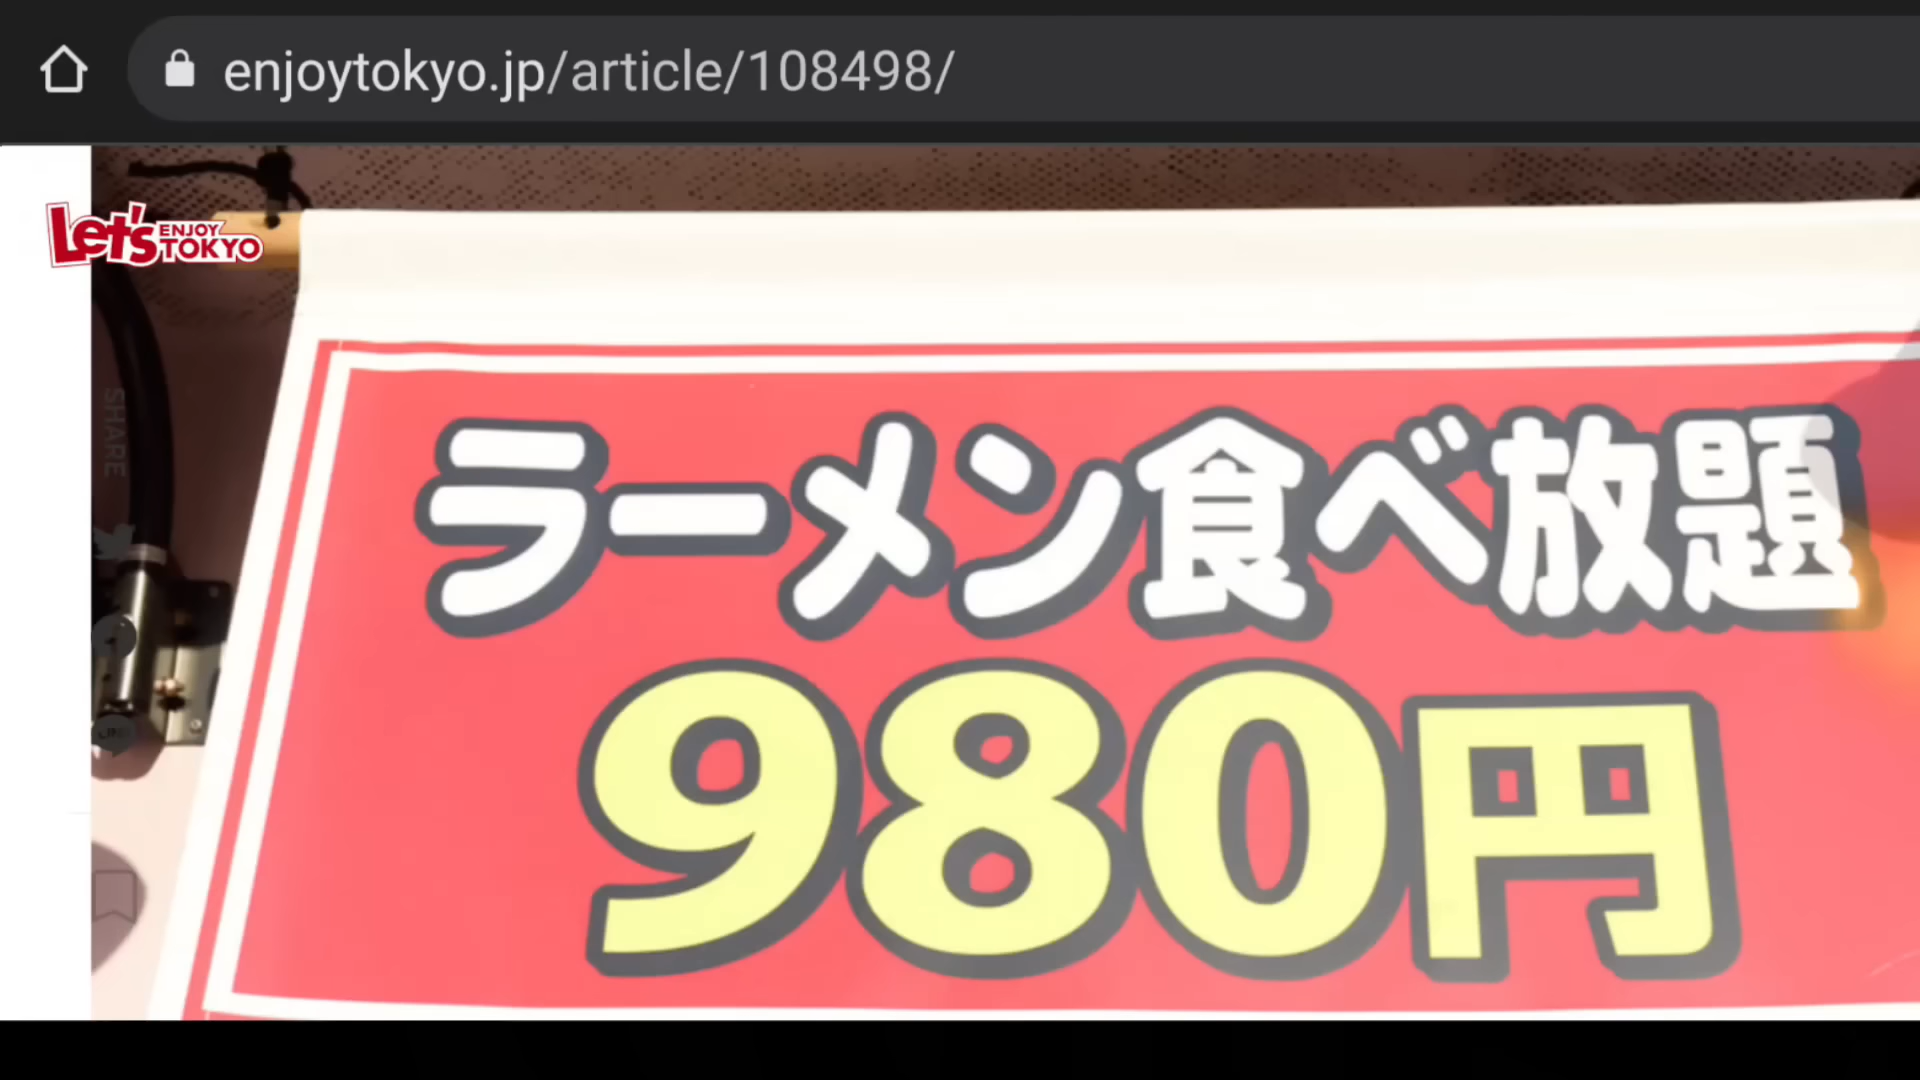 enjoytokyo.jp/article/108498/
Let's ENJOY TOKYO
SHARE
ラーメン食べ放題
980円